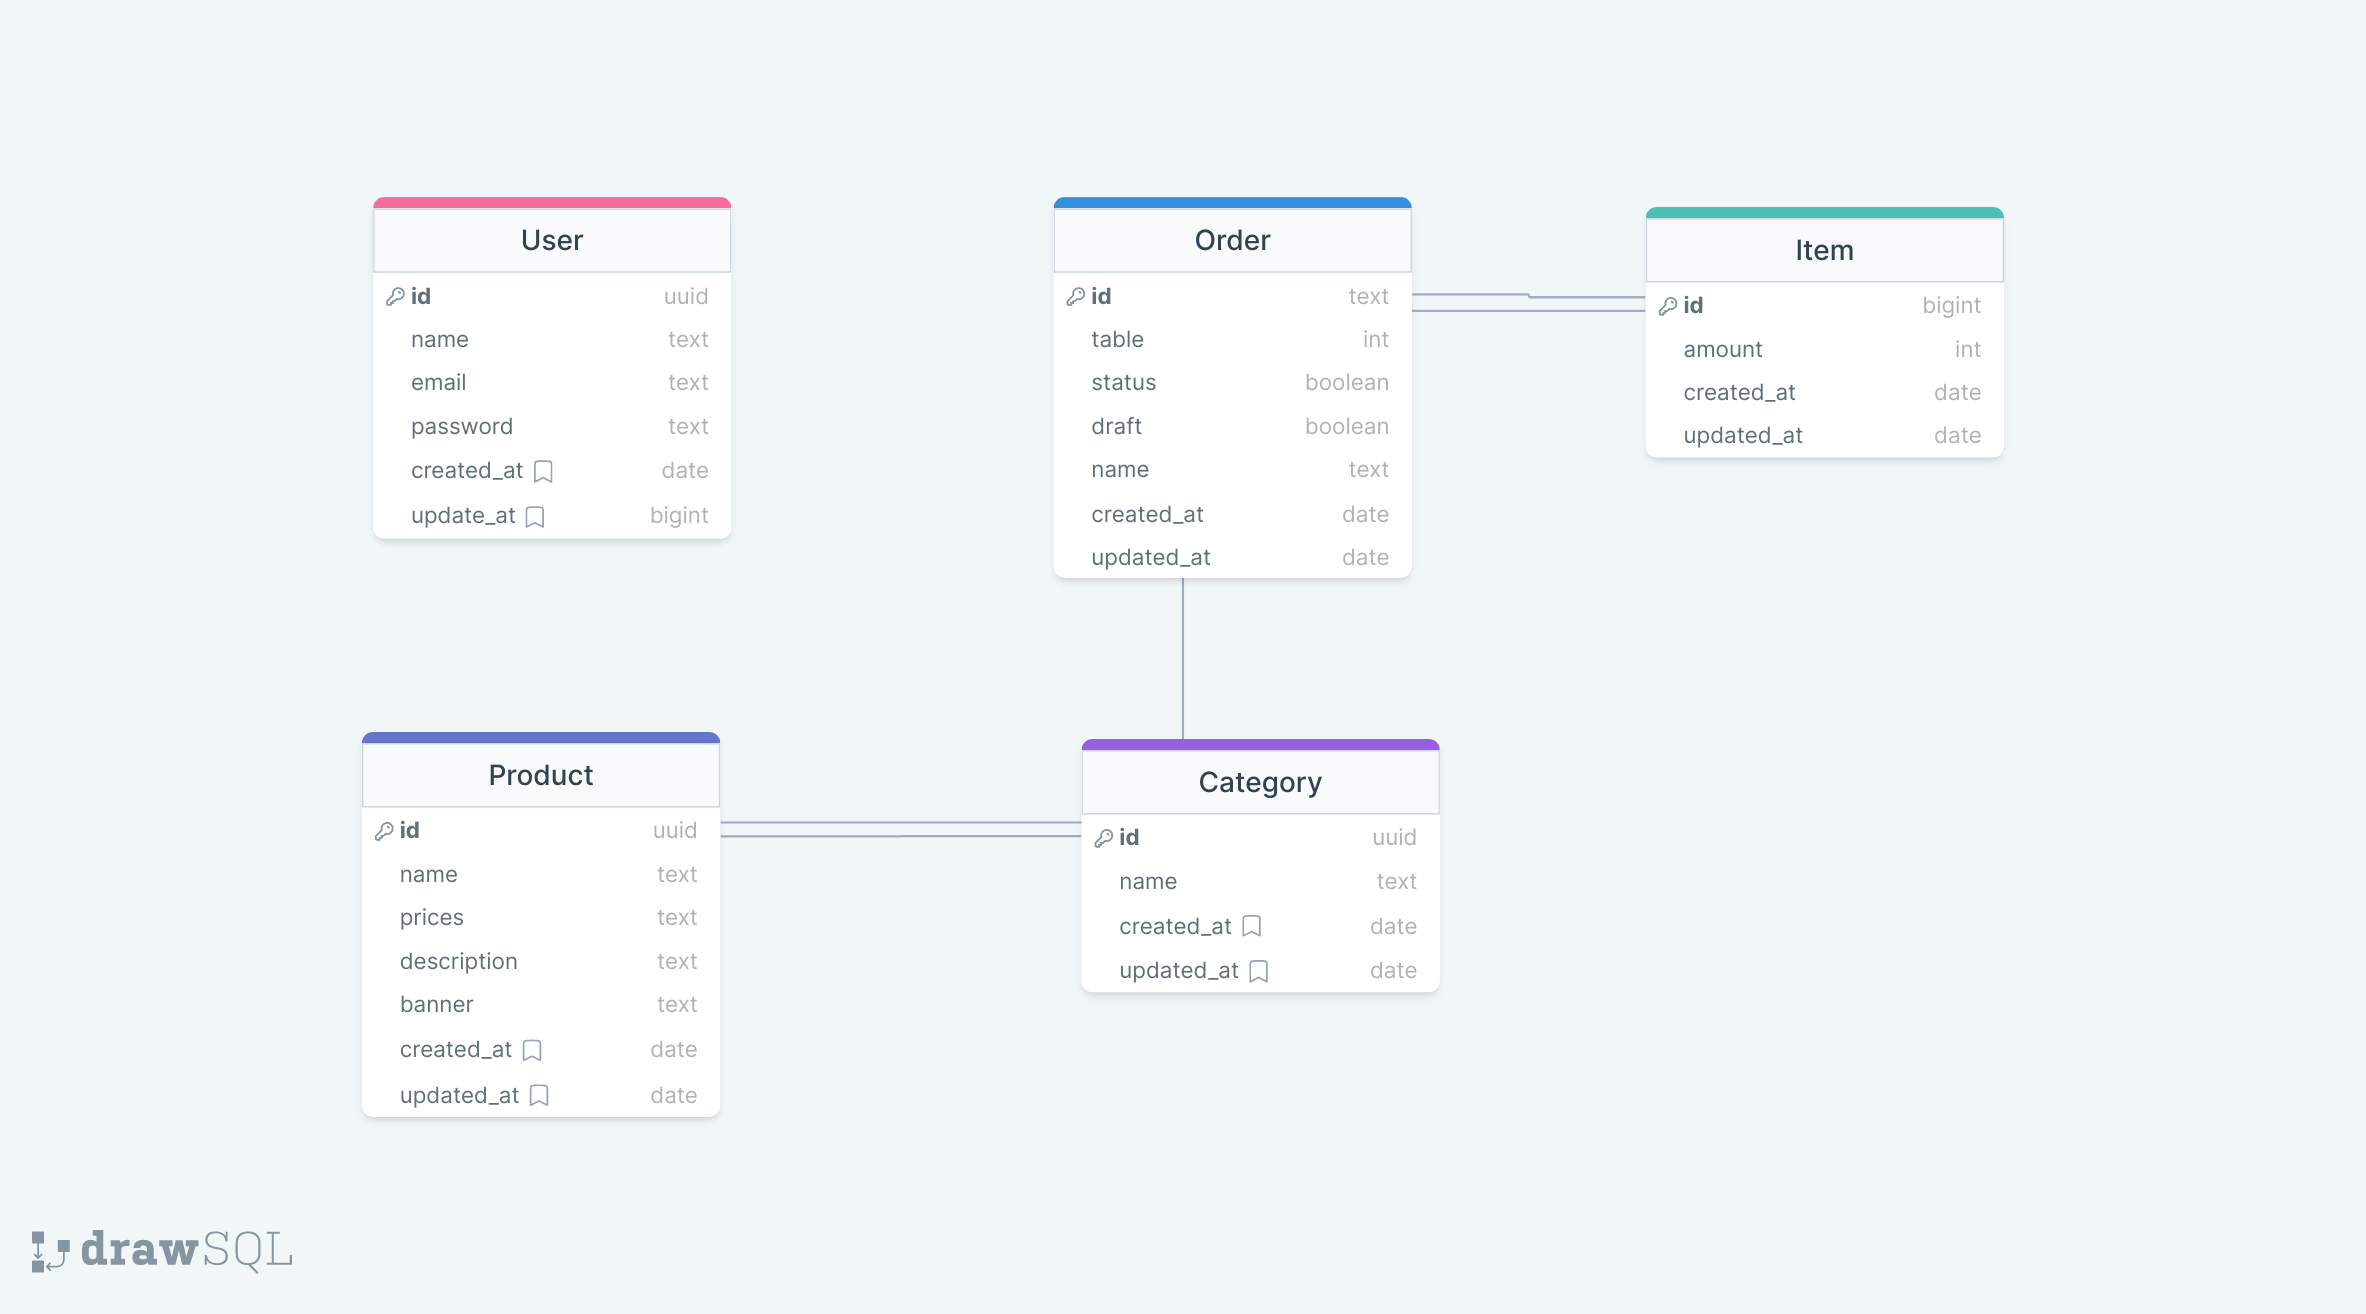 User
id uuid
name text
email text
password text
created_at date
update_at bigint
Order
id text
table int
status boolean
draft boolean
name text
created_at date
updated_at date
Item
id bigint
amount int
created_at date
updated_at date
Product
id uuid
name text
prices text
description text
banner text
created_at date
updated_at date
Category
id uuid
name text
created_at date
updated_at date
drawSQL